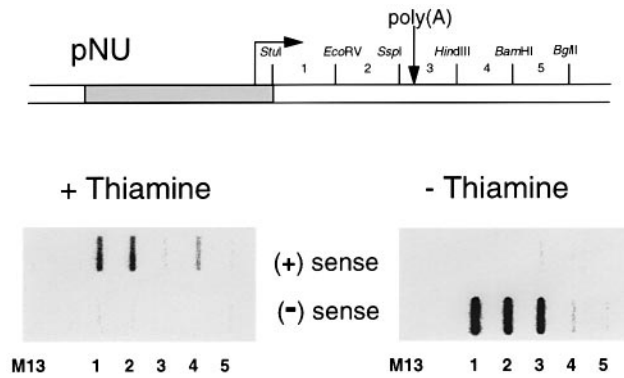 poly(A)
pNU
StuI EcoRV SspI HindIII BamHI BglII
1 2 3 4 5
+ Thiamine - Thiamine
(+) sense
(-) sense
M13 1 2 3 4 5 M13 1 2 3 4 5